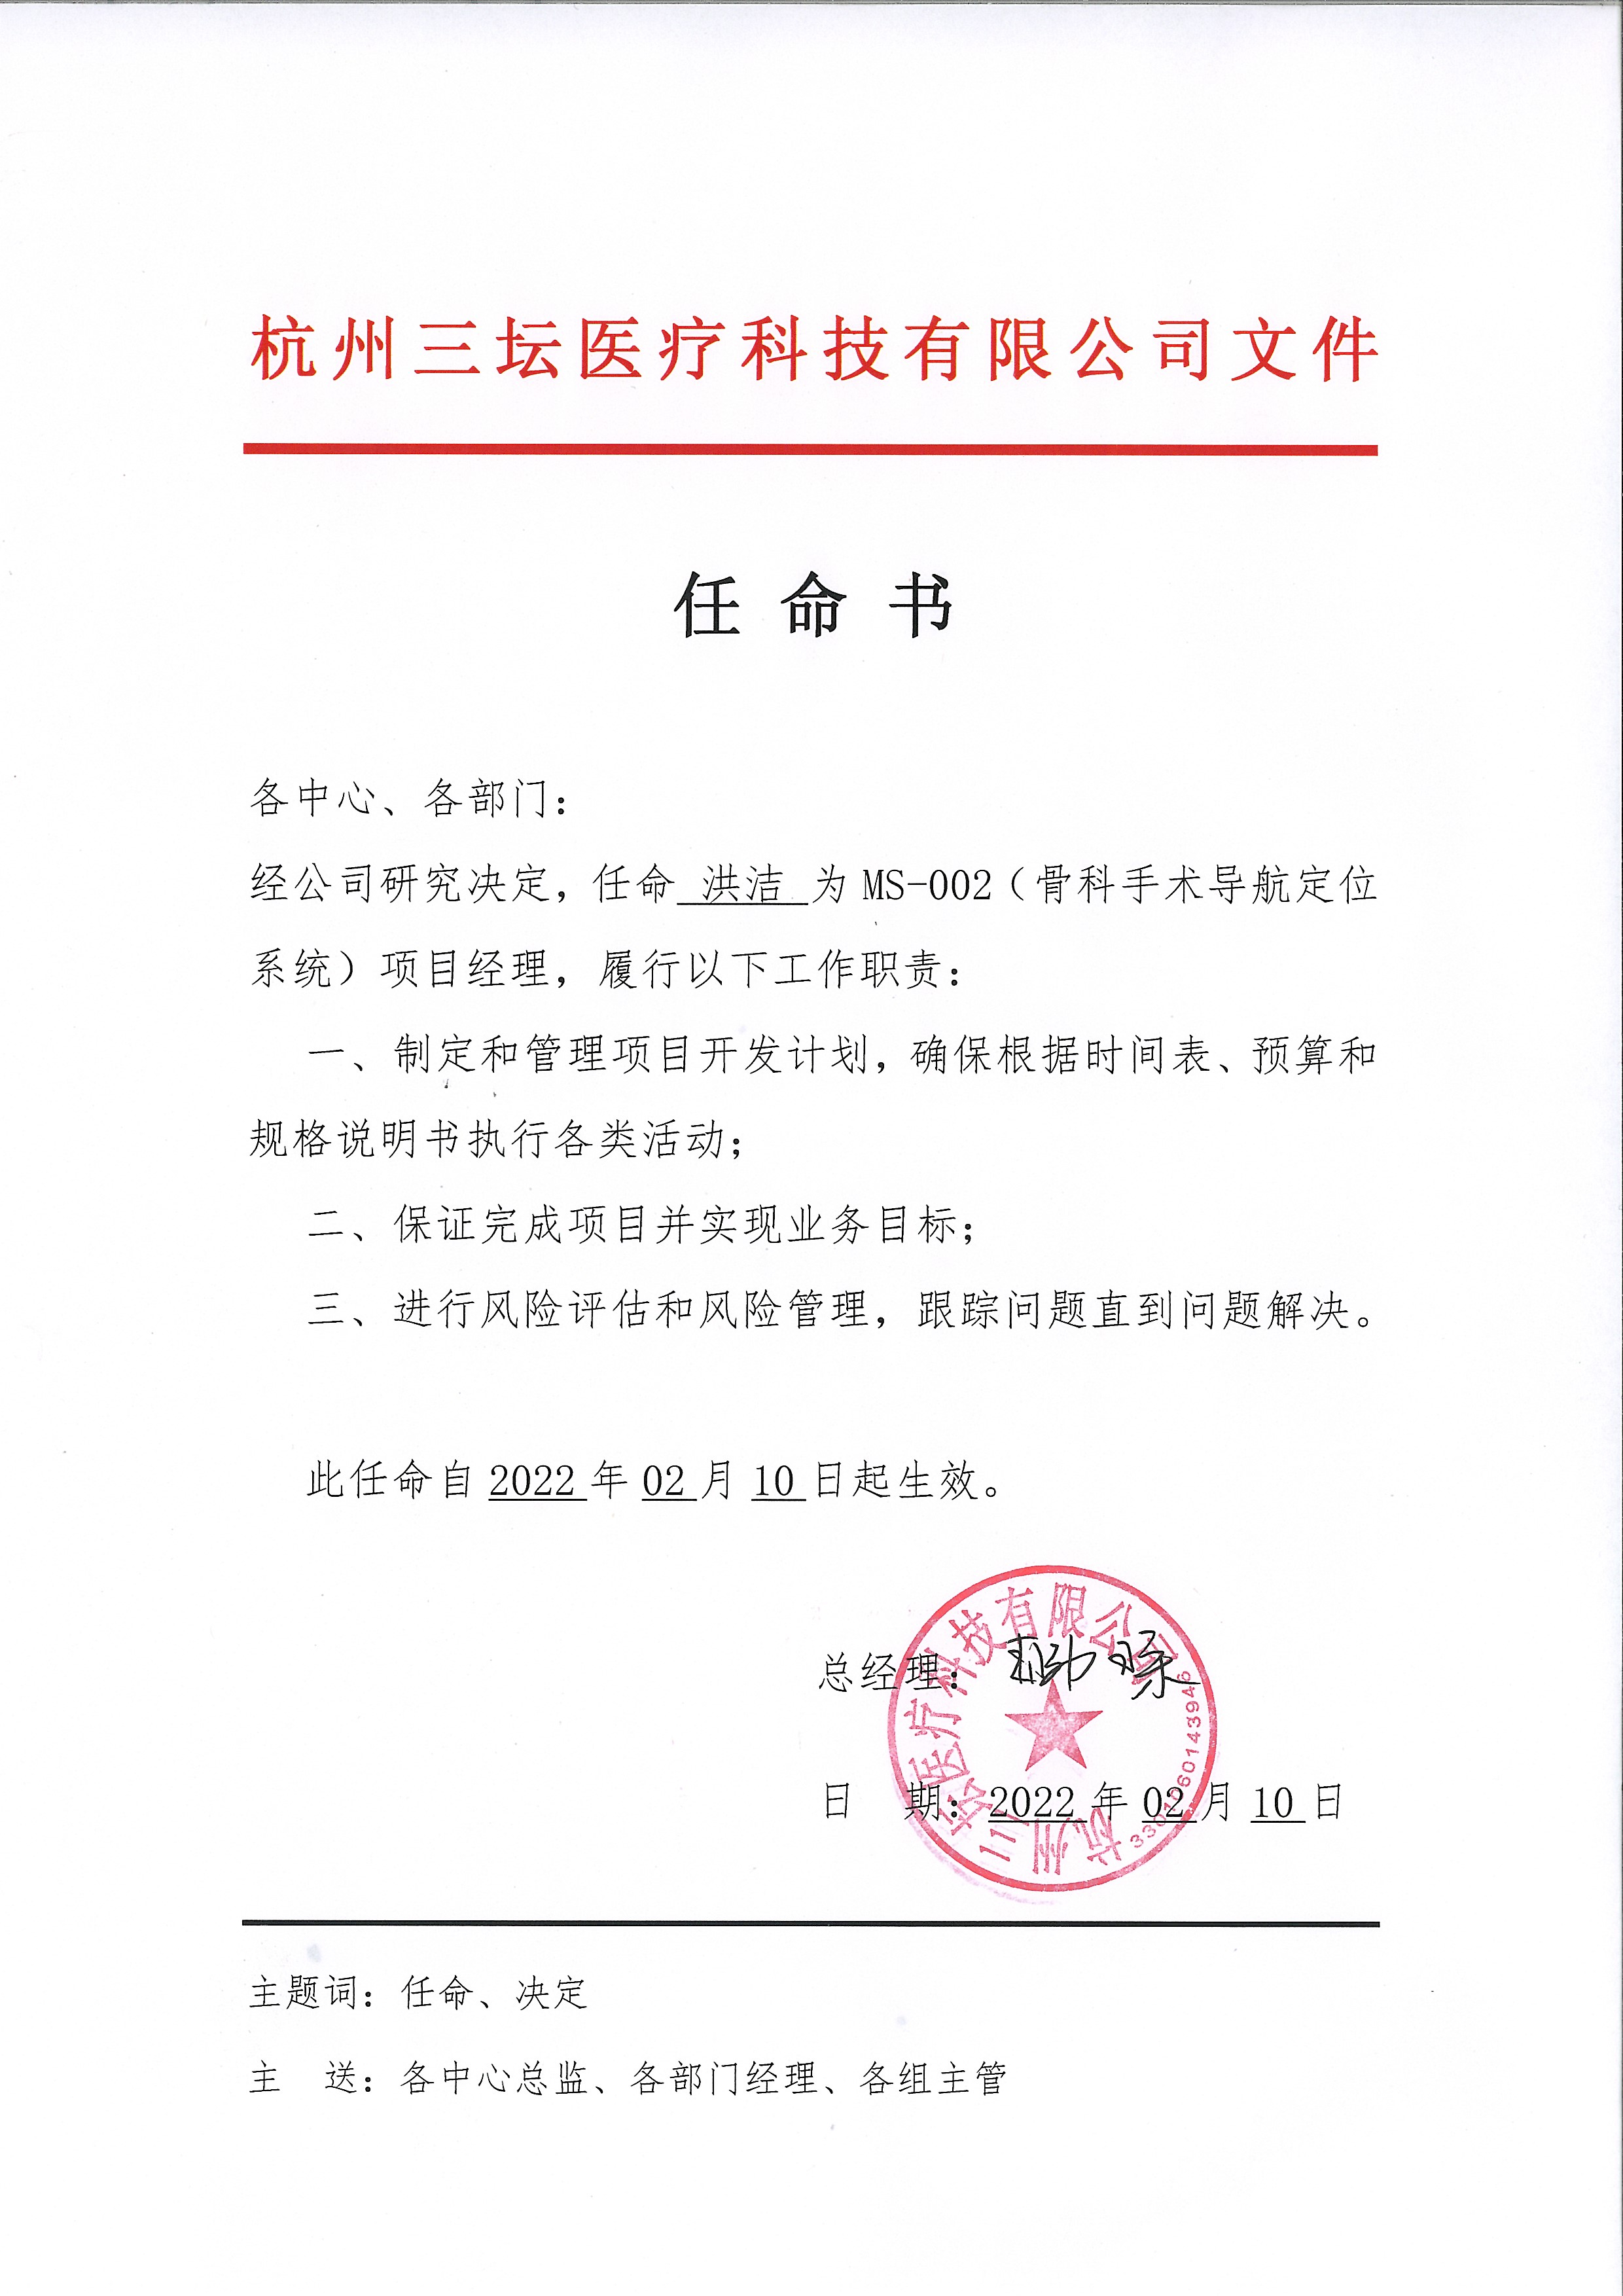 杭州三坛医疗科技有限公司文件
任命书
各中心、各部门：
经公司研究决定，任命 洪洁 为 MS-002（骨科手术导航定位
系统）项目经理，履行以下工作职责：
一、制定和管理项目开发计划，确保根据时间表、预算和
规格说明书执行各类活动；
二、保证完成项目并实现业务目标；
三、进行风险评估和风险管理，跟踪问题直到问题解决。
此任命自 2022 年 02 月 10 日起生效。
杭州三坛医疗科技有限公司
总经理：
日 期：2022 年 02 月 10 日
主题词：任命、决定
主 送：各中心总监、各部门经理、各组主管